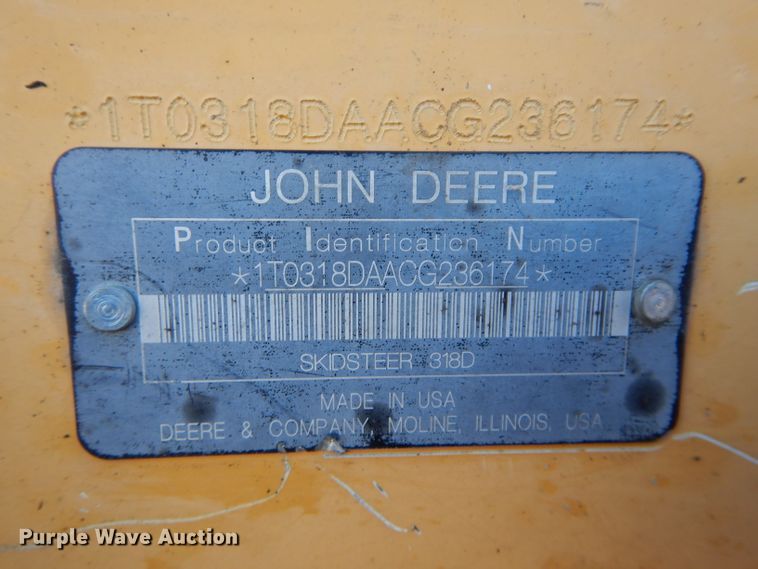 *1T0318DAACG236174*
JOHN DEERE
Product Identification Number
*1T0318DAACG236174*
SKIDSTEER 318D
MADE IN USA
DEERE & COMPANY, MOLINE, ILLINOIS, USA
Purple Wave Auction